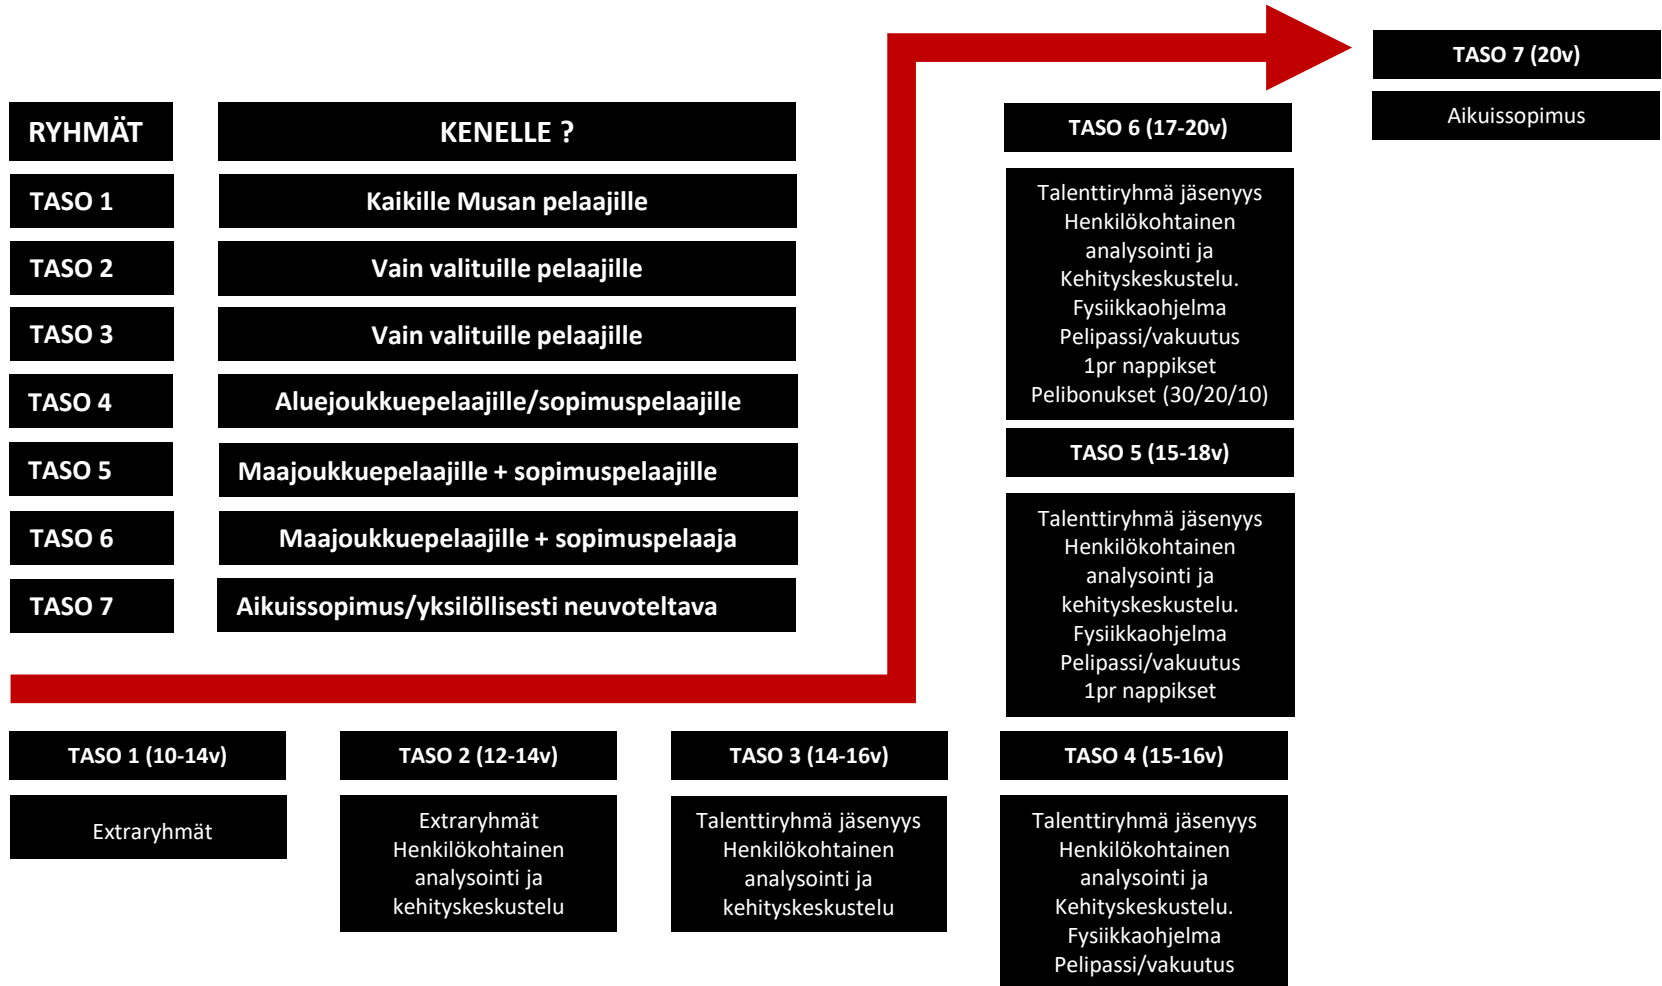 RYHMÄT
KENELLE ?
TASO 1
Kaikille Musan pelaajille
TASO 2
Vain valituille pelaajille
TASO 3
Vain valituille pelaajille
TASO 4
Aluejoukkuepelaajille/sopimuspelaajille
TASO 5
Maajoukkuepelaajille + sopimuspelaajille
TASO 6
Maajoukkuepelaajille + sopimuspelaaja
TASO 7
Aikuissopimus/yksilöllisesti neuvoteltava
TASO 1 (10-14v)
Extraryhmät
TASO 2 (12-14v)
Extraryhmät
Henkilökohtainen
analysointi ja
kehityskeskustelu
TASO 3 (14-16v)
Talenttiryhmä jäsenyys
Henkilökohtainen
analysointi ja
kehityskeskustelu
TASO 4 (15-16v)
Talenttiryhmä jäsenyys
Henkilökohtainen
analysointi ja
Kehityskeskustelu.
Fysiikkaohjelma
Pelipassi/vakuutus
TASO 5 (15-18v)
Talenttiryhmä jäsenyys
Henkilökohtainen
analysointi ja
kehityskeskustelu.
Fysiikkaohjelma
Pelipassi/vakuutus
1pr nappikset
TASO 6 (17-20v)
Talenttiryhmä jäsenyys
Henkilökohtainen
analysointi ja
Kehityskeskustelu.
Fysiikkaohjelma
Pelipassi/vakuutus
1pr nappikset
Pelibonukset (30/20/10)
TASO 7 (20v)
Aikuissopimus